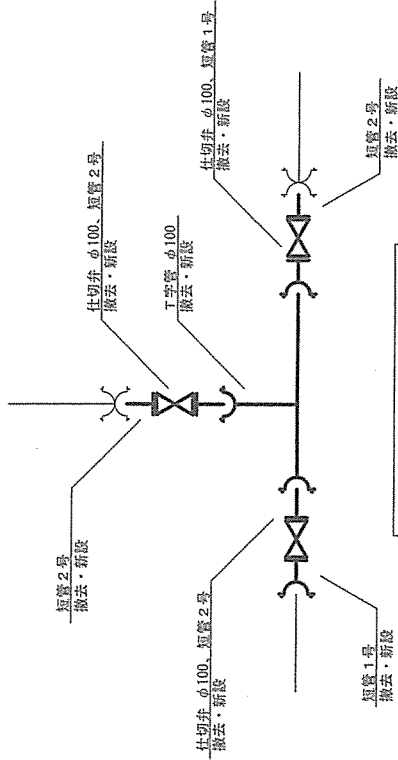 短管2号
撤去・新設
仕切弁 φ100、短管2号
撤去・新設
T字管 φ100
撤去・新設
仕切弁 φ100、短管1号
撤去・新設
仕切弁 φ100、短管2号
撤去・新設
短管1号
撤去・新設
短管2号
撤去・新設